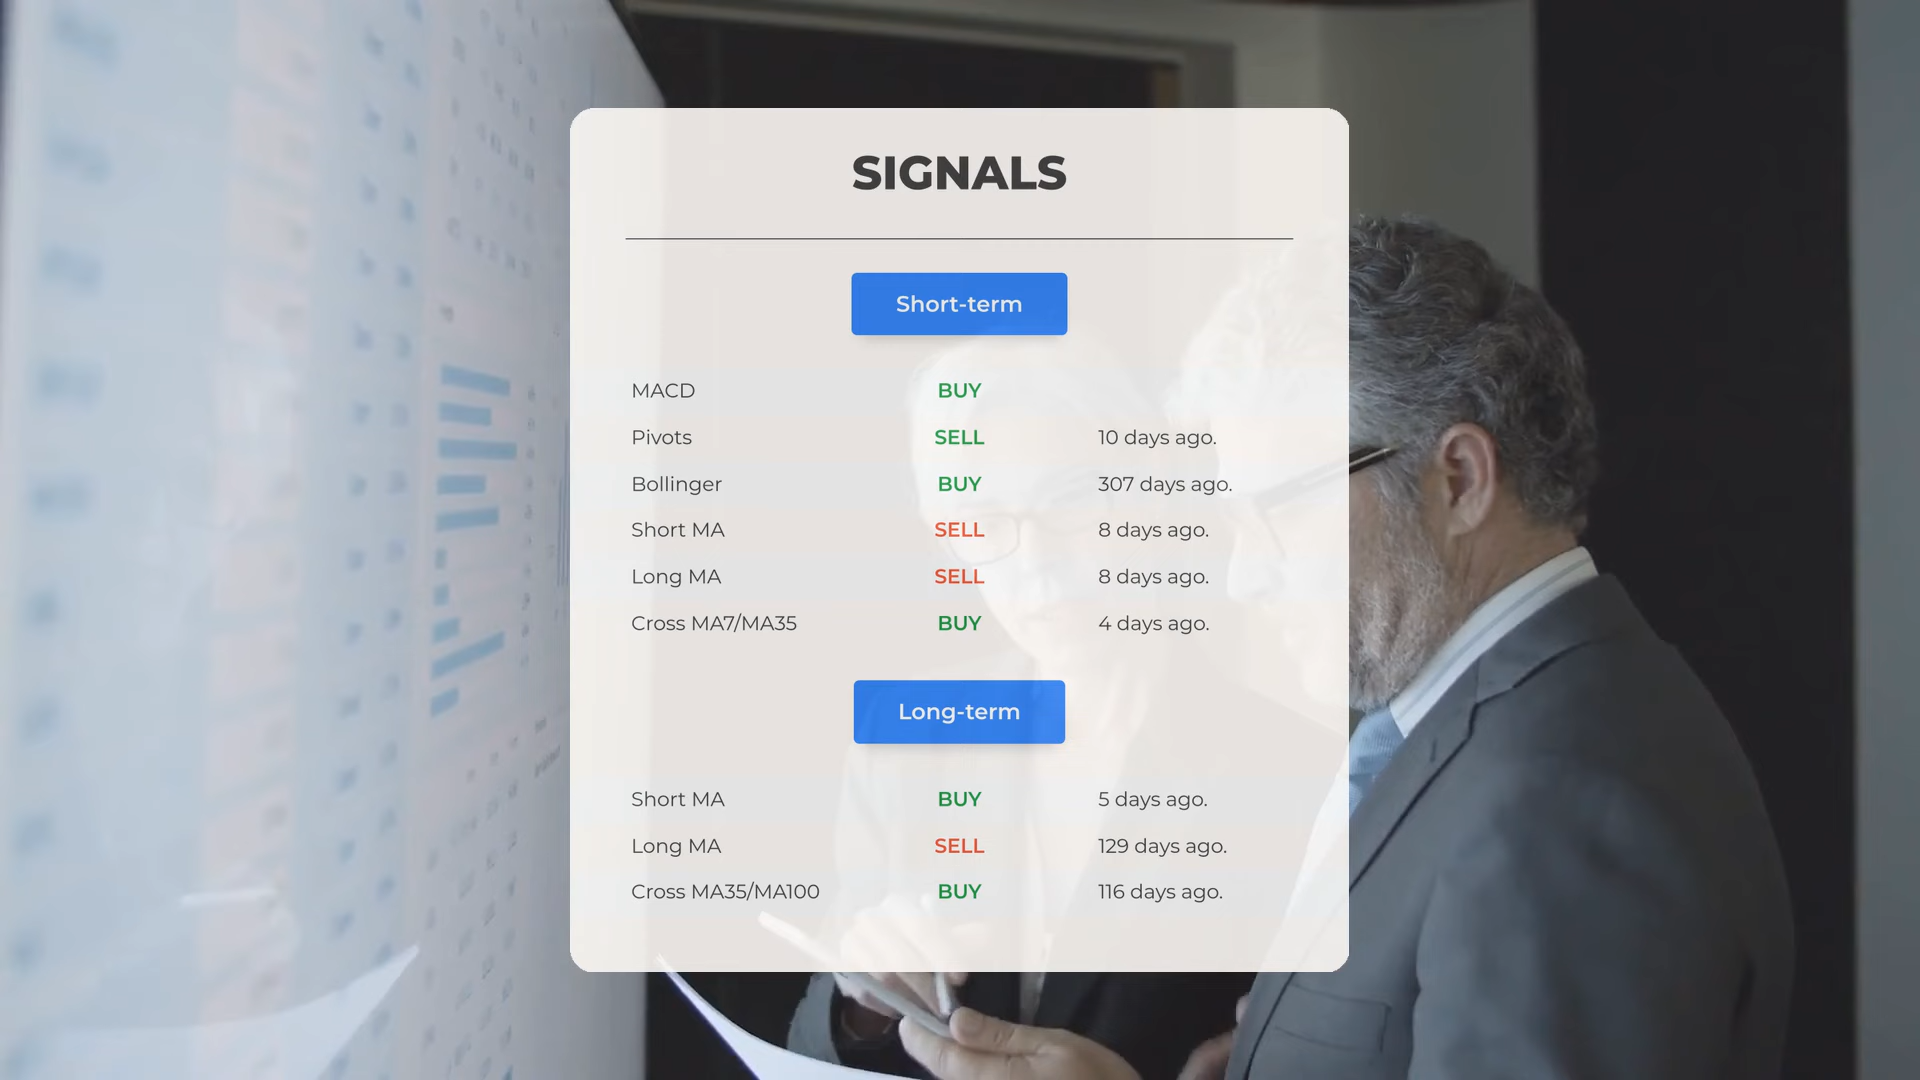 SIGNALS
Short-term
MACD BUY
Pivots SELL 10 days ago.
Bollinger BUY 307 days ago.
Short MA SELL 8 days ago.
Long MA SELL 8 days ago.
Cross MA7/MA35 BUY 4 days ago.
Long-term
Short MA BUY 5 days ago.
Long MA SELL 129 days ago.
Cross MA35/MA100 BUY 116 days ago.